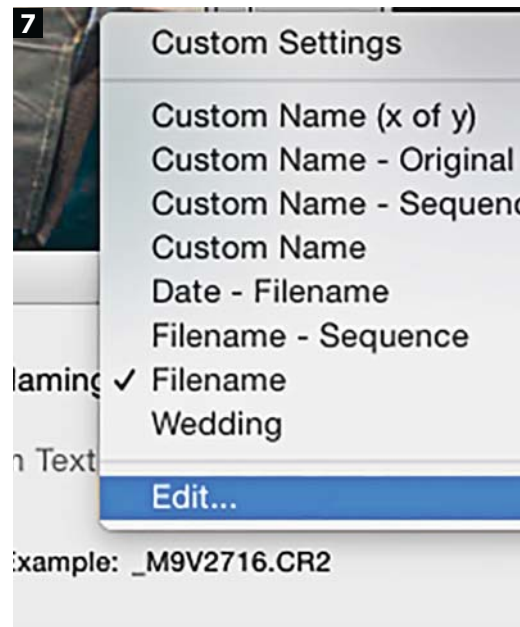 7
Custom Settings
Custom Name (x of y)
Custom Name - Original
Custom Name - Sequenc
Custom Name
Date - Filename
Filename - Sequence
laming ✓ Filename
Wedding
n Text
Edit...
Example: _M9V2716.CR2